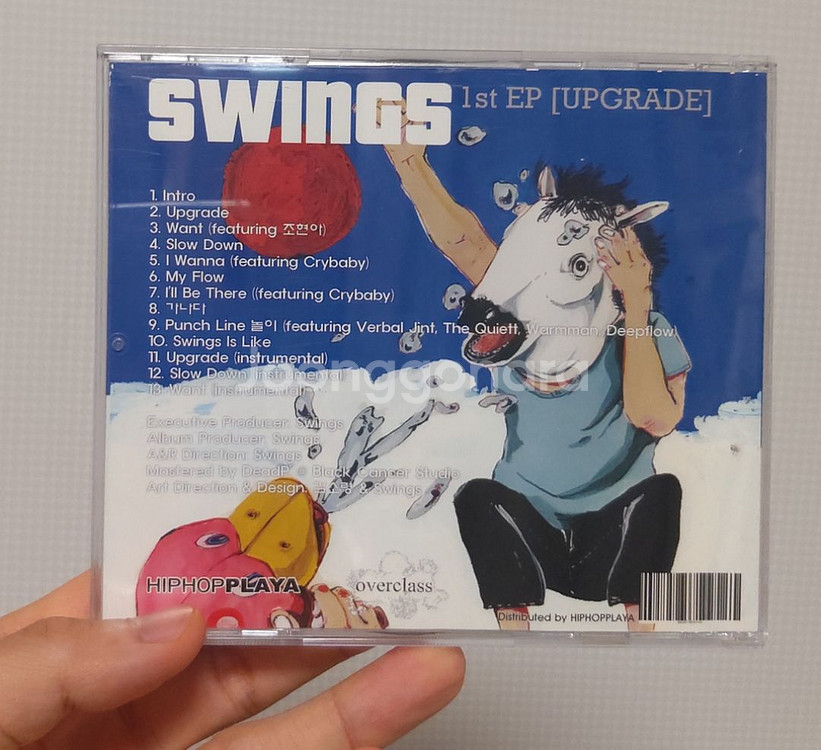 SWINGS 1st EP [UPGRADE]
1. Intro
2. Upgrade
3. Want (featuring 조현아)
4. Slow Down
5. I Wanna (featuring Crybaby)
6. My Flow
7. I'll Be There ((featuring Crybaby)
8. 가나다
9. Punch Line 놀이 (featuring Verbal Jint, The Quiett, Warmman, Deepflow)
10. Swings Is Like
11. Upgrade (instrumental)
12. Slow Down (instrumental)
13. Want (instrumental)
joonggonara
Executive Producer: Swings
Album Producer: Swings
A&R Direction: Swings
Mastered by DeadP @ Black Cancer Studio
Art Direction & Design: & Swings
HIPHOPPLAYA
overclass
Distributed by HIPHOPPLAYA